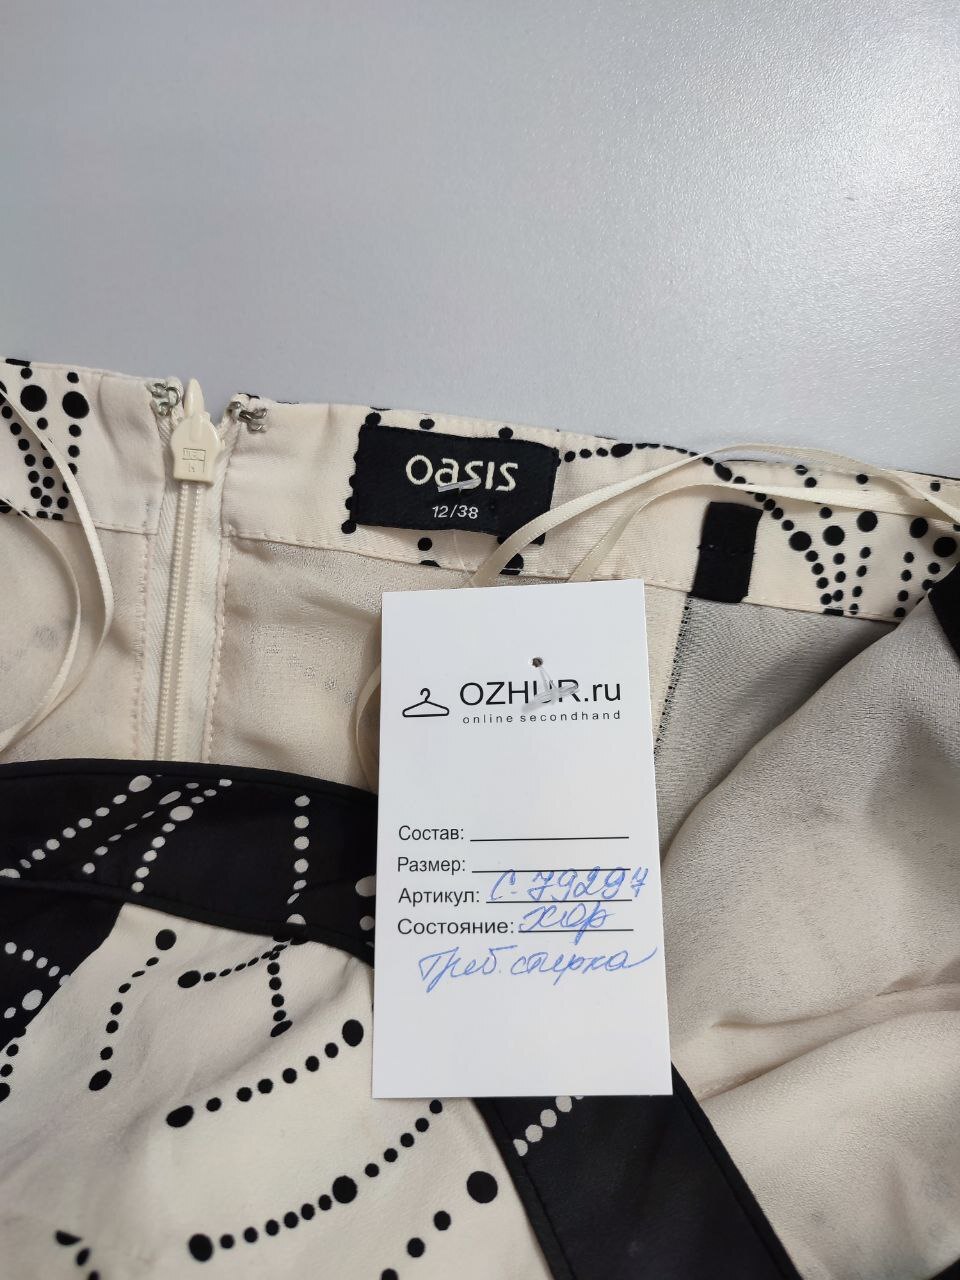 oasis
12/38
OZHUR.ru
online secondhand
Состав:
Размер:
Артикул: С-79297
Состояние: хор
Треб. стирка